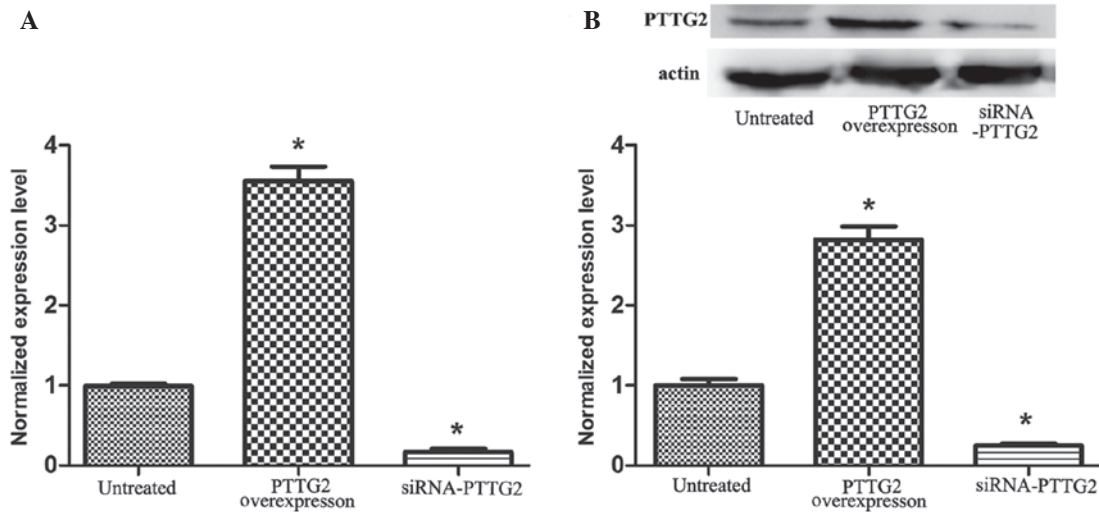 A
Normalized expression level
4
3
2
1
0
*
*
Untreated
PTTG2
overexpresson
siRNA-PTTG2
B
PTTG2
actin
Untreated
PTTG2
overexpresson
siRNA
-PTTG2
Normalized expression level
4
3
2
1
0
*
*
Untreated
PTTG2
overexpresson
siRNA-PTTG2